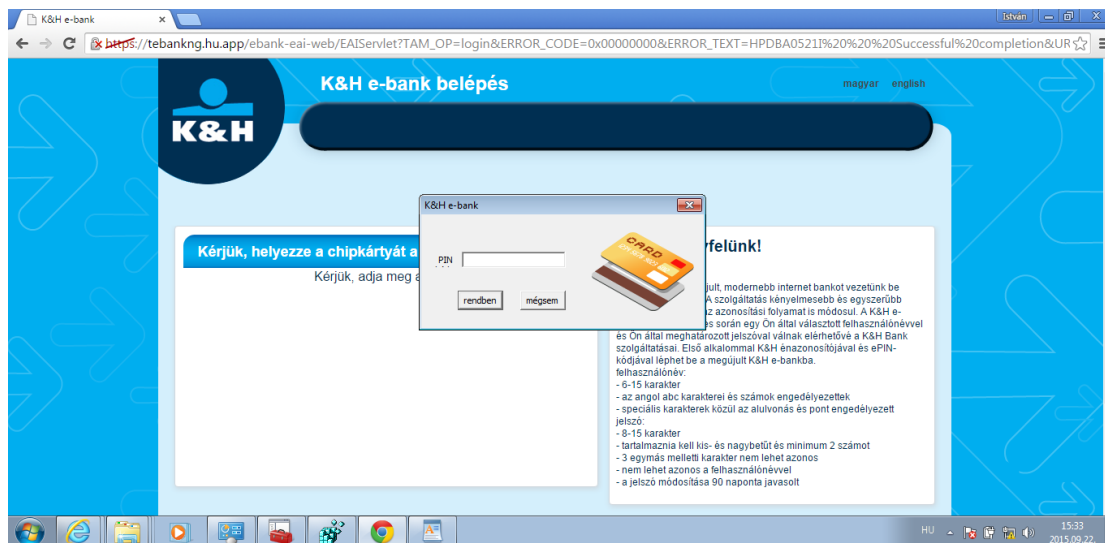 K&H e-bank
István
https://tebankng.hu.app/ebank-eai-web/EAIServlet?TAM_OP=login&ERROR_CODE=0x00000000&ERROR_TEXT=HPDBA0521I%20%20%20Successful%20completion&UR
K&H e-bank belépés
magyar english
K&H
K&H e-bank
PIN
rendben mégsem
CARD
Kérjük, helyezze a chipkártyát a
Kérjük, adja meg a
felünk!
jult, modernebb internet bankot vezetünk be
A szolgáltatás kényelmesebb és egyszerűbb
az azonosítási folyamat is módosul. A K&H e-
és során egy Ön által választott felhasználónévvel
és Ön által meghatározott jelszóval válnak elérhetővé a K&H Bank
szolgáltatásai. Első alkalommal K&H énazonosítójával és ePIN-
kódjával léphet be a megújult K&H e-bankba.
felhasználónév:
- 6-15 karakter
- az angol abc karakterei és számok engedélyezettek
- speciális karakterek közül az alulvonás és pont engedélyezett
jelszó:
- 8-15 karakter
- tartalmaznia kell kis- és nagybetűt és minimum 2 számot
- 3 egymás melletti karakter nem lehet azonos
- nem lehet azonos a felhasználónévvel
- a jelszó módosítása 90 naponta javasolt
HU
15:33
2015.09.22.